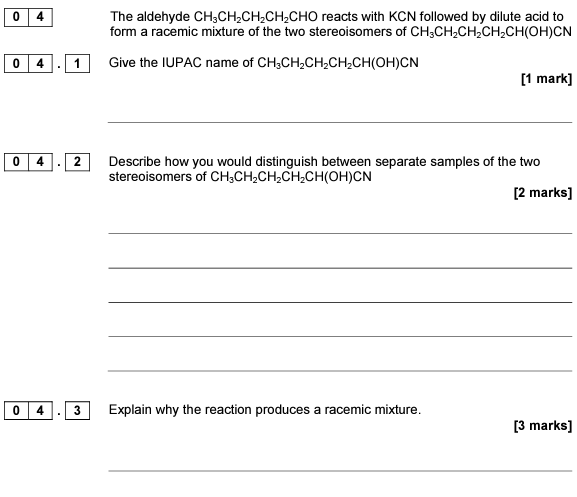 0 4 The aldehyde CH₃CH₂CH₂CH₂CHO reacts with KCN followed by dilute acid to
form a racemic mixture of the two stereoisomers of CH₃CH₂CH₂CH₂CH(OH)CN
0 4 . 1 Give the IUPAC name of CH₃CH₂CH₂CH₂CH(OH)CN
[1 mark]
0 4 . 2 Describe how you would distinguish between separate samples of the two
stereoisomers of CH₃CH₂CH₂CH₂CH(OH)CN
[2 marks]
0 4 . 3 Explain why the reaction produces a racemic mixture.
[3 marks]